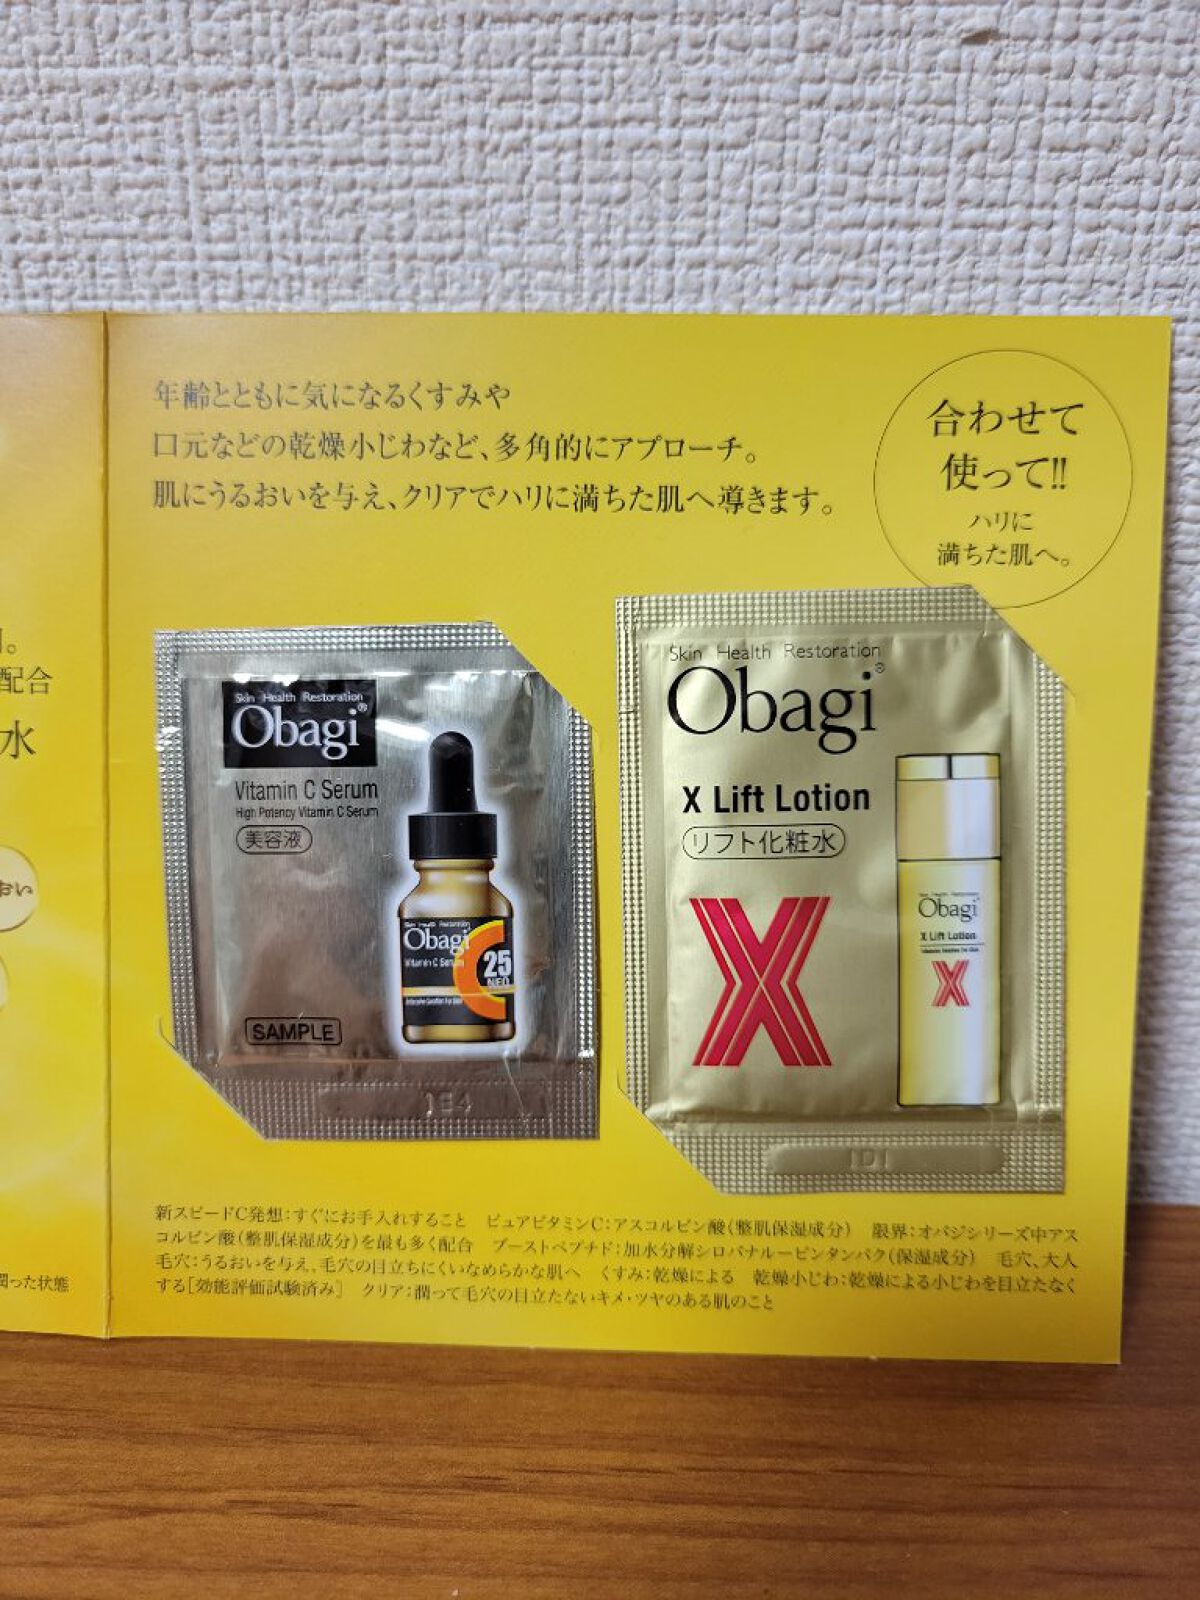 年齢とともに気になるくすみや
口元などの乾燥小じわなど、多角的にアプローチ。
肌にうるおいを与え、クリアでハリに満ちた肌へ導きます。
合わせて
使って!!
ハリに
満ちた肌へ。
。
配合
水
おい
Skin Health Restoration
Obagi®
Vitamin C Serum
High Potency Vitamin C Serum
美容液
Skin Health Restoration
Obagi
Vitamin C Serum
C
25
NEO
SAMPLE
Skin Health Restoration
Obagi®
X Lift Lotion
リフト化粧水
X
Skin Health Restoration
Obagi
X Lift Lotion
X
新スピードC発想：すぐにお手入れすること ピュアビタミンC：アスコルビン酸(整肌保湿成分) 限界：オバジシリーズ中アス
コルビン酸(整肌保湿成分)を最も多く配合 ブーストペプチド：加水分解シロバナルーピンタンパク(保湿成分) 毛穴、大人
毛穴：うるおいを与え、毛穴の目立ちにくいなめらかな肌へ くすみ：乾燥による 乾燥小じわ：乾燥による小じわを目立たなく
する[効能評価試験済み] クリア：潤って毛穴の目立たないキメ・ツヤのある肌のこと
潤った状態